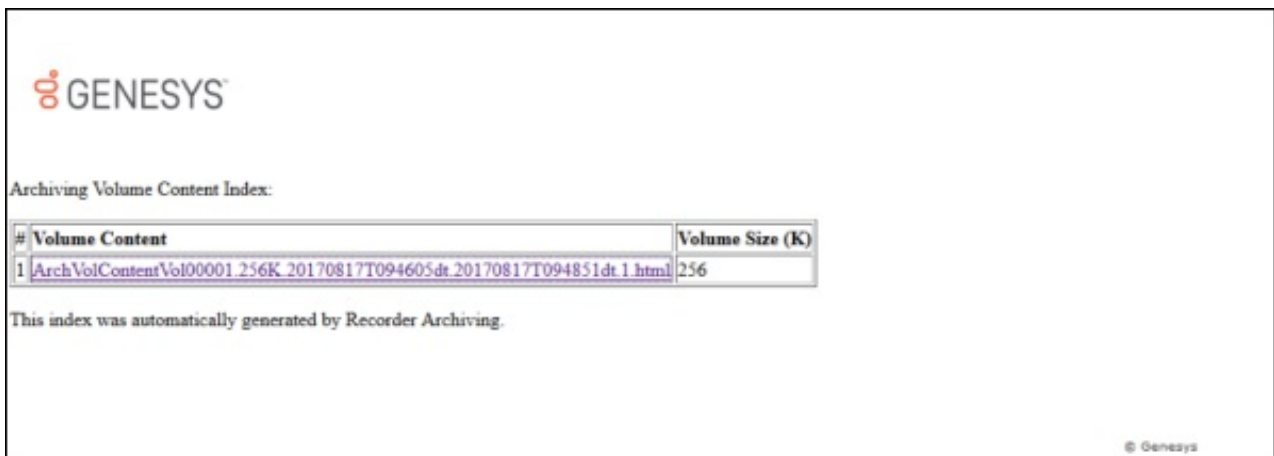 GENESYS™
Archiving Volume Content Index:
# Volume Content Volume Size (K)
1 ArchVolContentVol00001.256K.20170817T094605dt.20170817T094851dt.1.html 256
This index was automatically generated by Recorder Archiving.
© Genesys